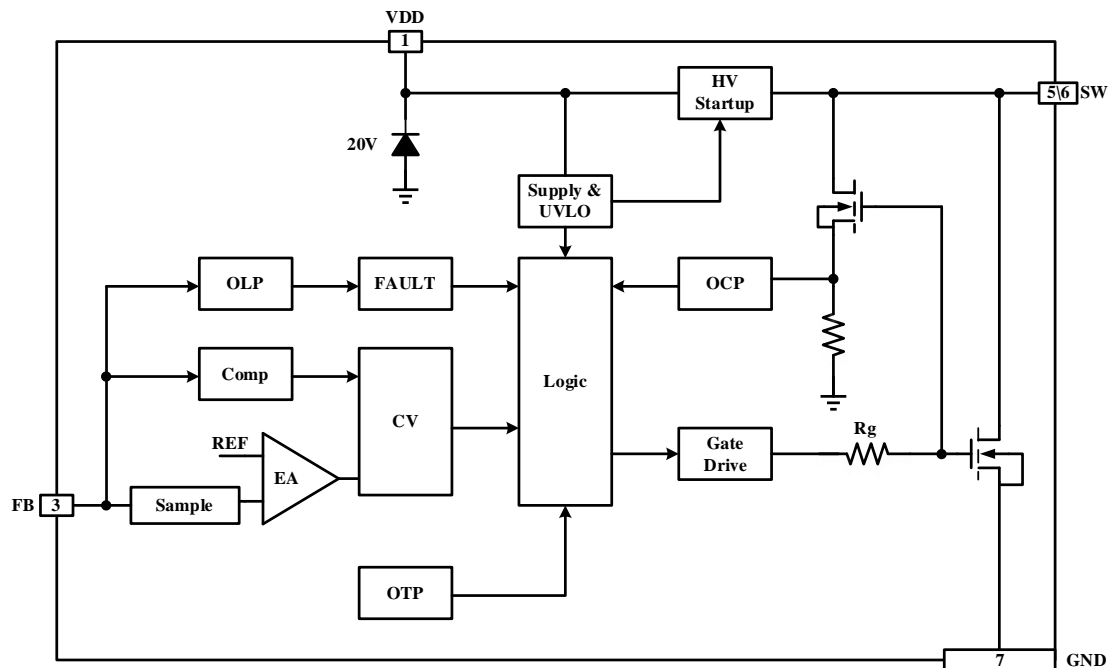 VDD
1
HV
Startup
5\6 SW
20V
Supply &
UVLO
OLP
FAULT
OCP
Comp
Logic
CV
REF
EA
Rg
Gate
Drive
FB 3
Sample
OTP
7
GND